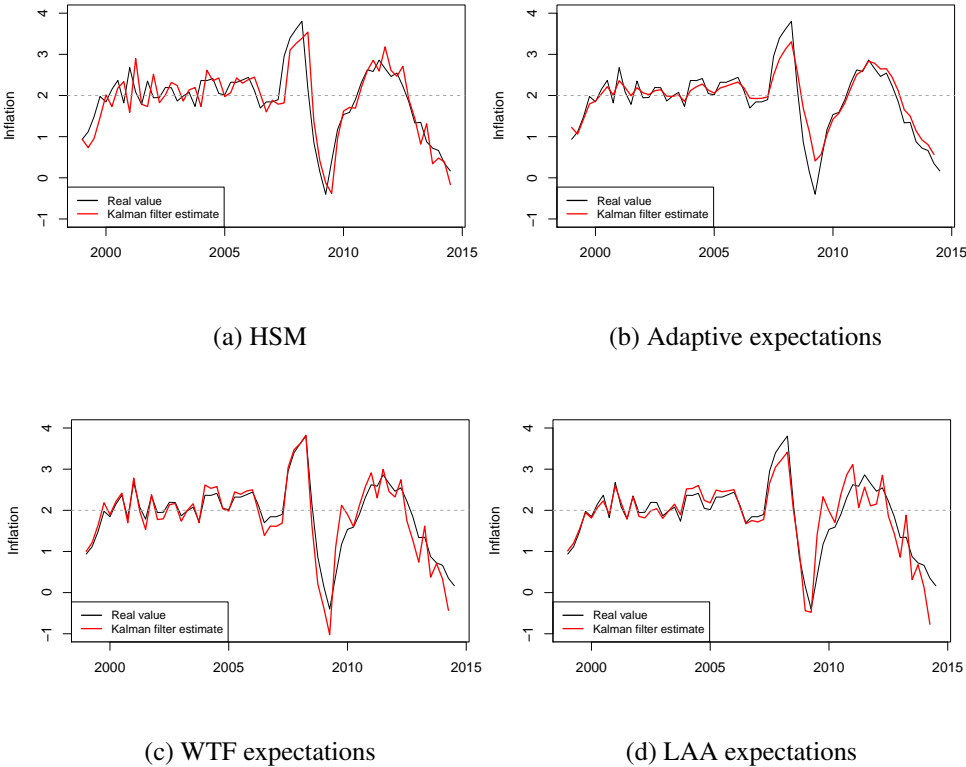 4
3
2
1
0
−1
Inflation
Real value
Kalman filter estimate
2000 2005 2010 2015
(a) HSM
4
3
2
1
0
−1
Inflation
Real value
Kalman filter estimate
2000 2005 2010 2015
(b) Adaptive expectations
4
3
2
1
0
−1
Inflation
Real value
Kalman filter estimate
2000 2005 2010 2015
(c) WTF expectations
4
3
2
1
0
−1
Inflation
Real value
Kalman filter estimate
2000 2005 2010 2015
(d) LAA expectations